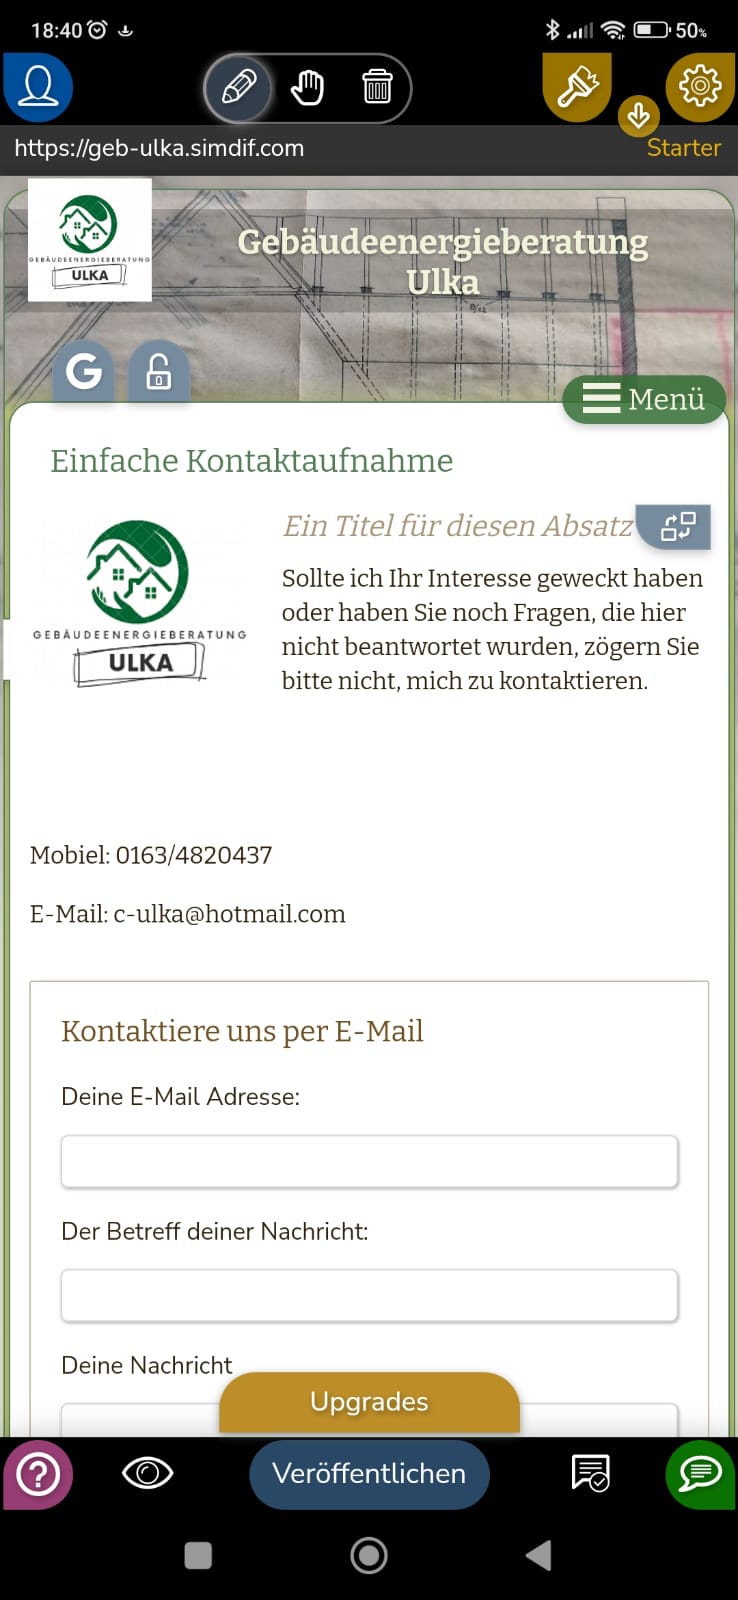 18:40
50%
https://geb-ulka.simdif.com
Starter
GEBÄUDEENERGIEBERATUNG
ULKA
Gebäudeenergieberatung
Ulka
G
Menü
Einfache Kontaktaufnahme
GEBÄUDEENERGIEBERATUNG
ULKA
Ein Titel für diesen Absatz
Sollte ich Ihr Interesse geweckt haben
oder haben Sie noch Fragen, die hier
nicht beantwortet wurden, zögern Sie
bitte nicht, mich zu kontaktieren.
Mobiel: 0163/4820437
E-Mail: c-ulka@hotmail.com
Kontaktiere uns per E-Mail
Deine E-Mail Adresse:
Der Betreff deiner Nachricht:
Deine Nachricht
Upgrades
Veröffentlichen